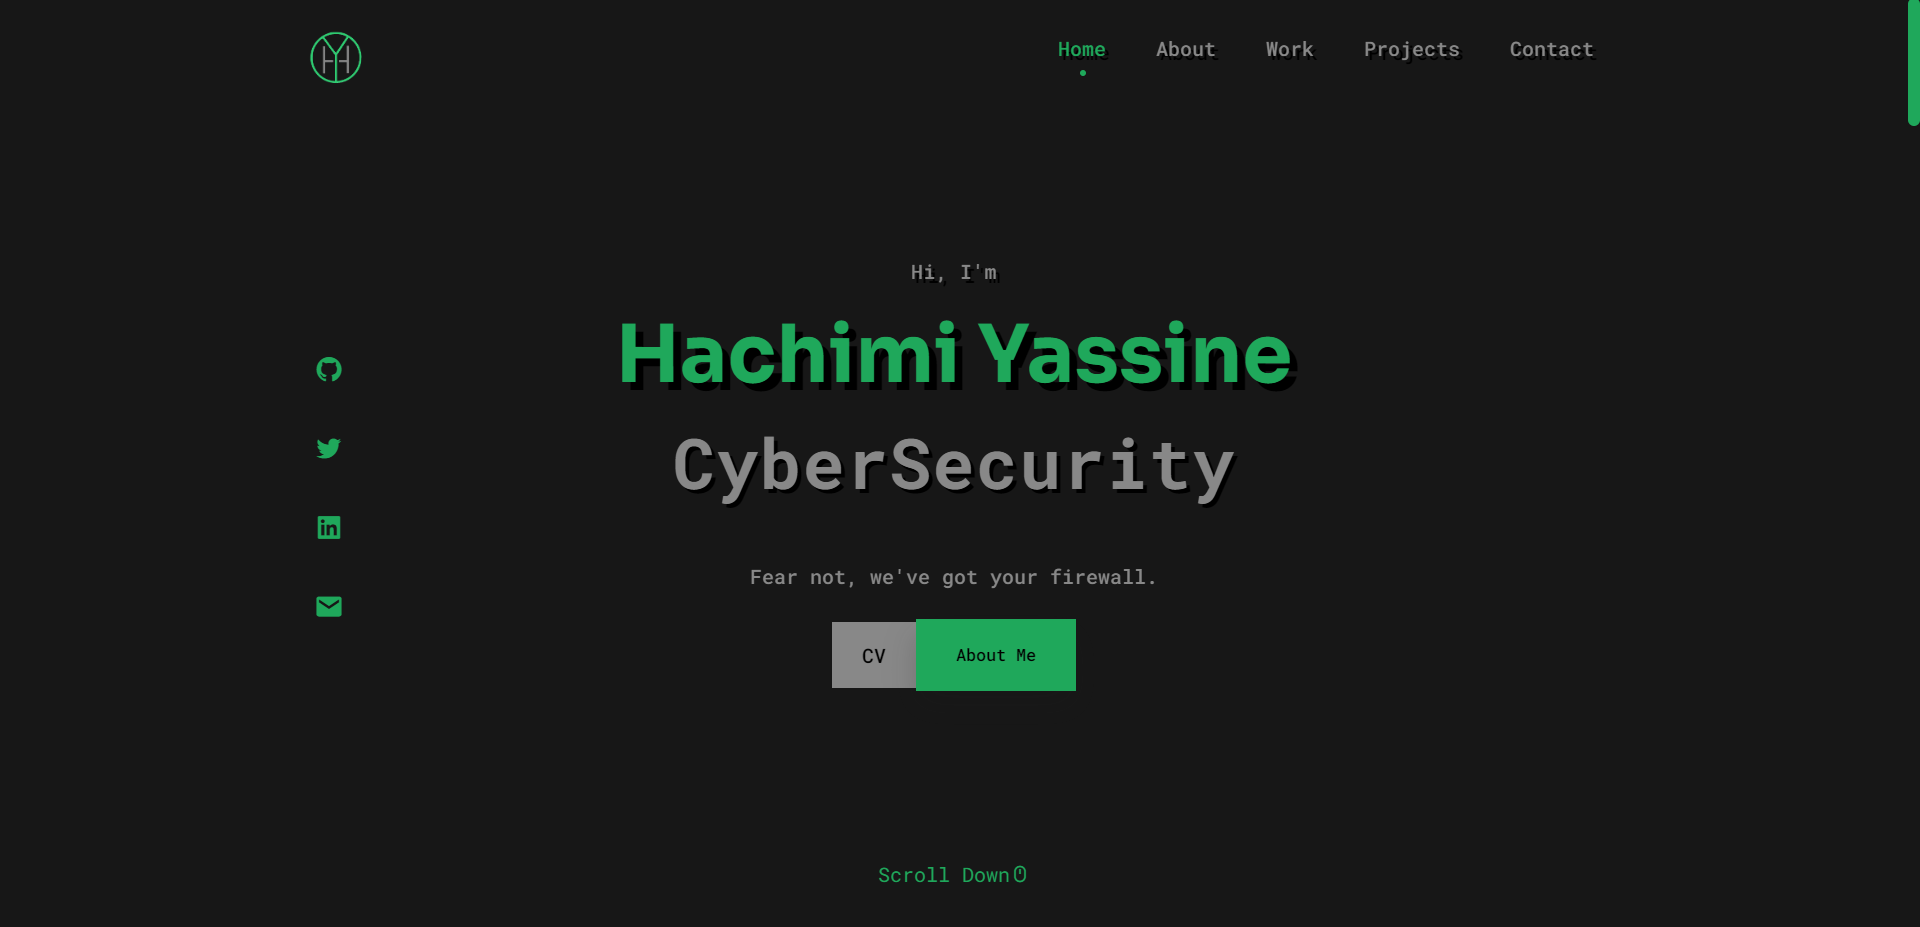 Home About Work Projects Contact
Hi, I'm
Hachimi Yassine
CyberSecurity
Fear not, we've got your firewall.
CV About Me
Scroll Down